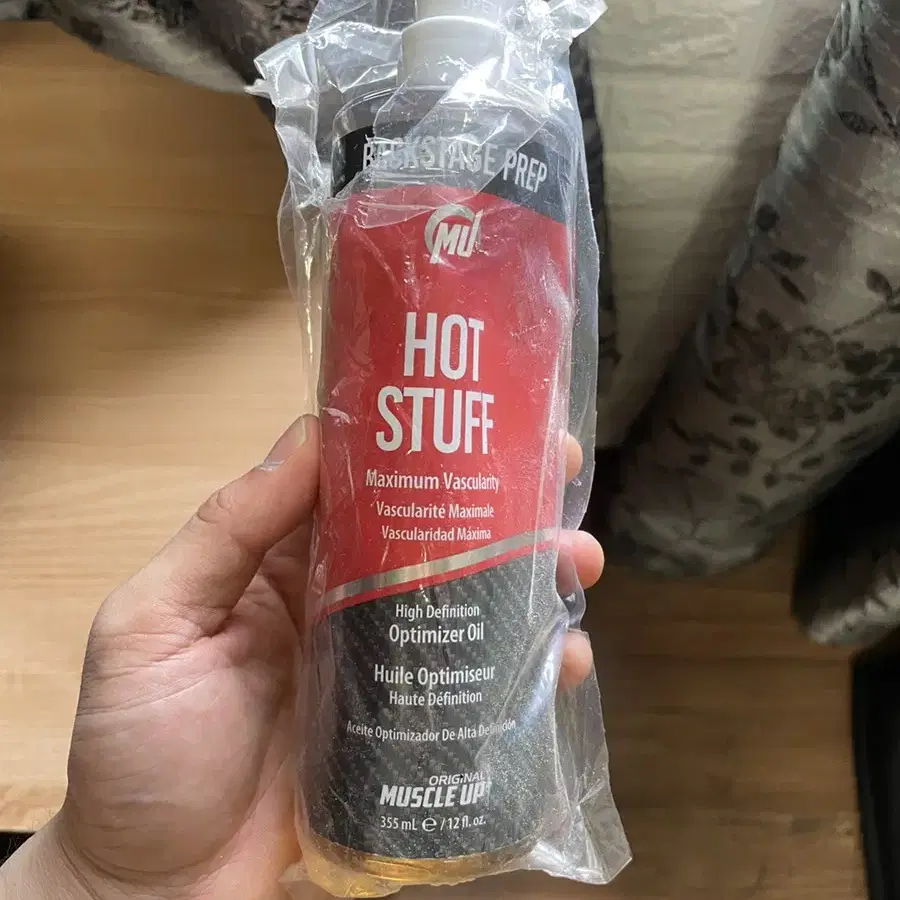 BACKSTAGE PREP
MU
HOT
STUFF
Maximum Vascularity
Vascularité Maximale
Vascularidad Máxima
High Definition
Optimizer Oil
Huile Optimiseur
Haute Définition
Aceite Optimizador De Alta Definición
ORIGINAL
MUSCLE UP
355 mL ℮ / 12 fl. oz.